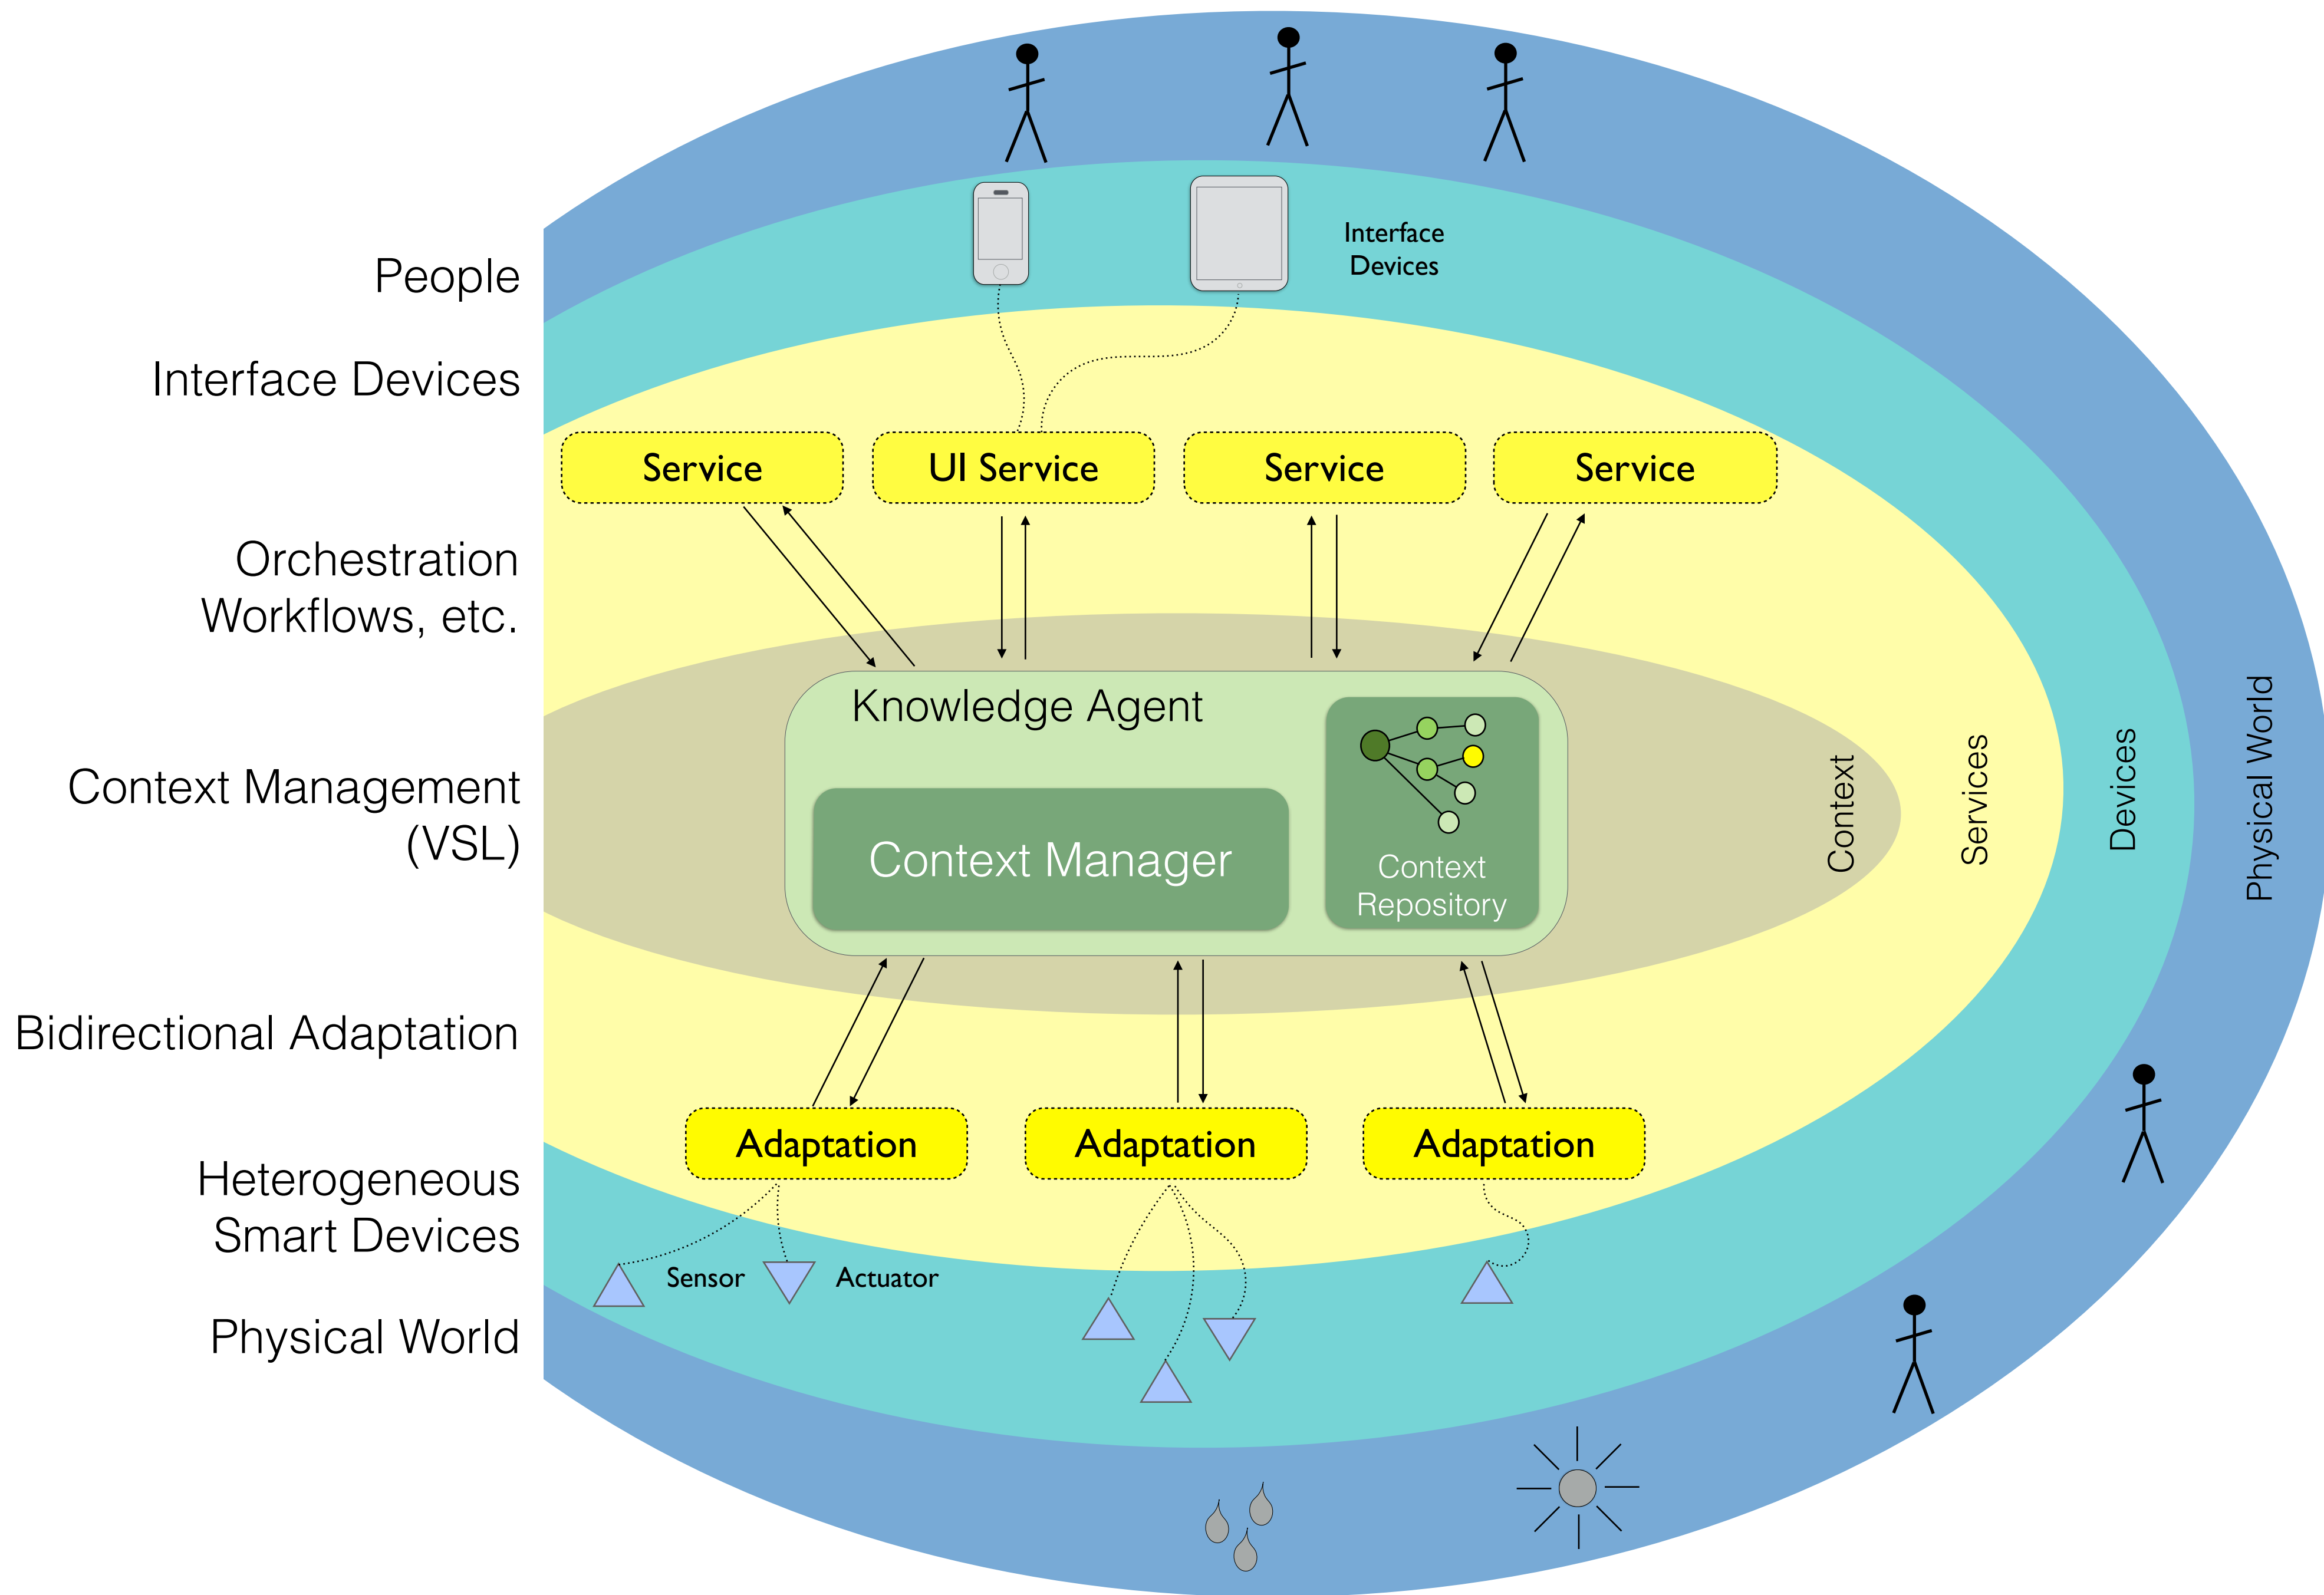 People
Interface Devices
Orchestration
Workflows, etc.
Context Management
(VSL)
Bidirectional Adaptation
Heterogeneous
Smart Devices
Physical World
Interface
Devices
Service
UI Service
Service
Service
Knowledge Agent
Context Manager
Context
Repository
Context
Services
Devices
Physical World
Adaptation
Adaptation
Adaptation
Sensor
Actuator